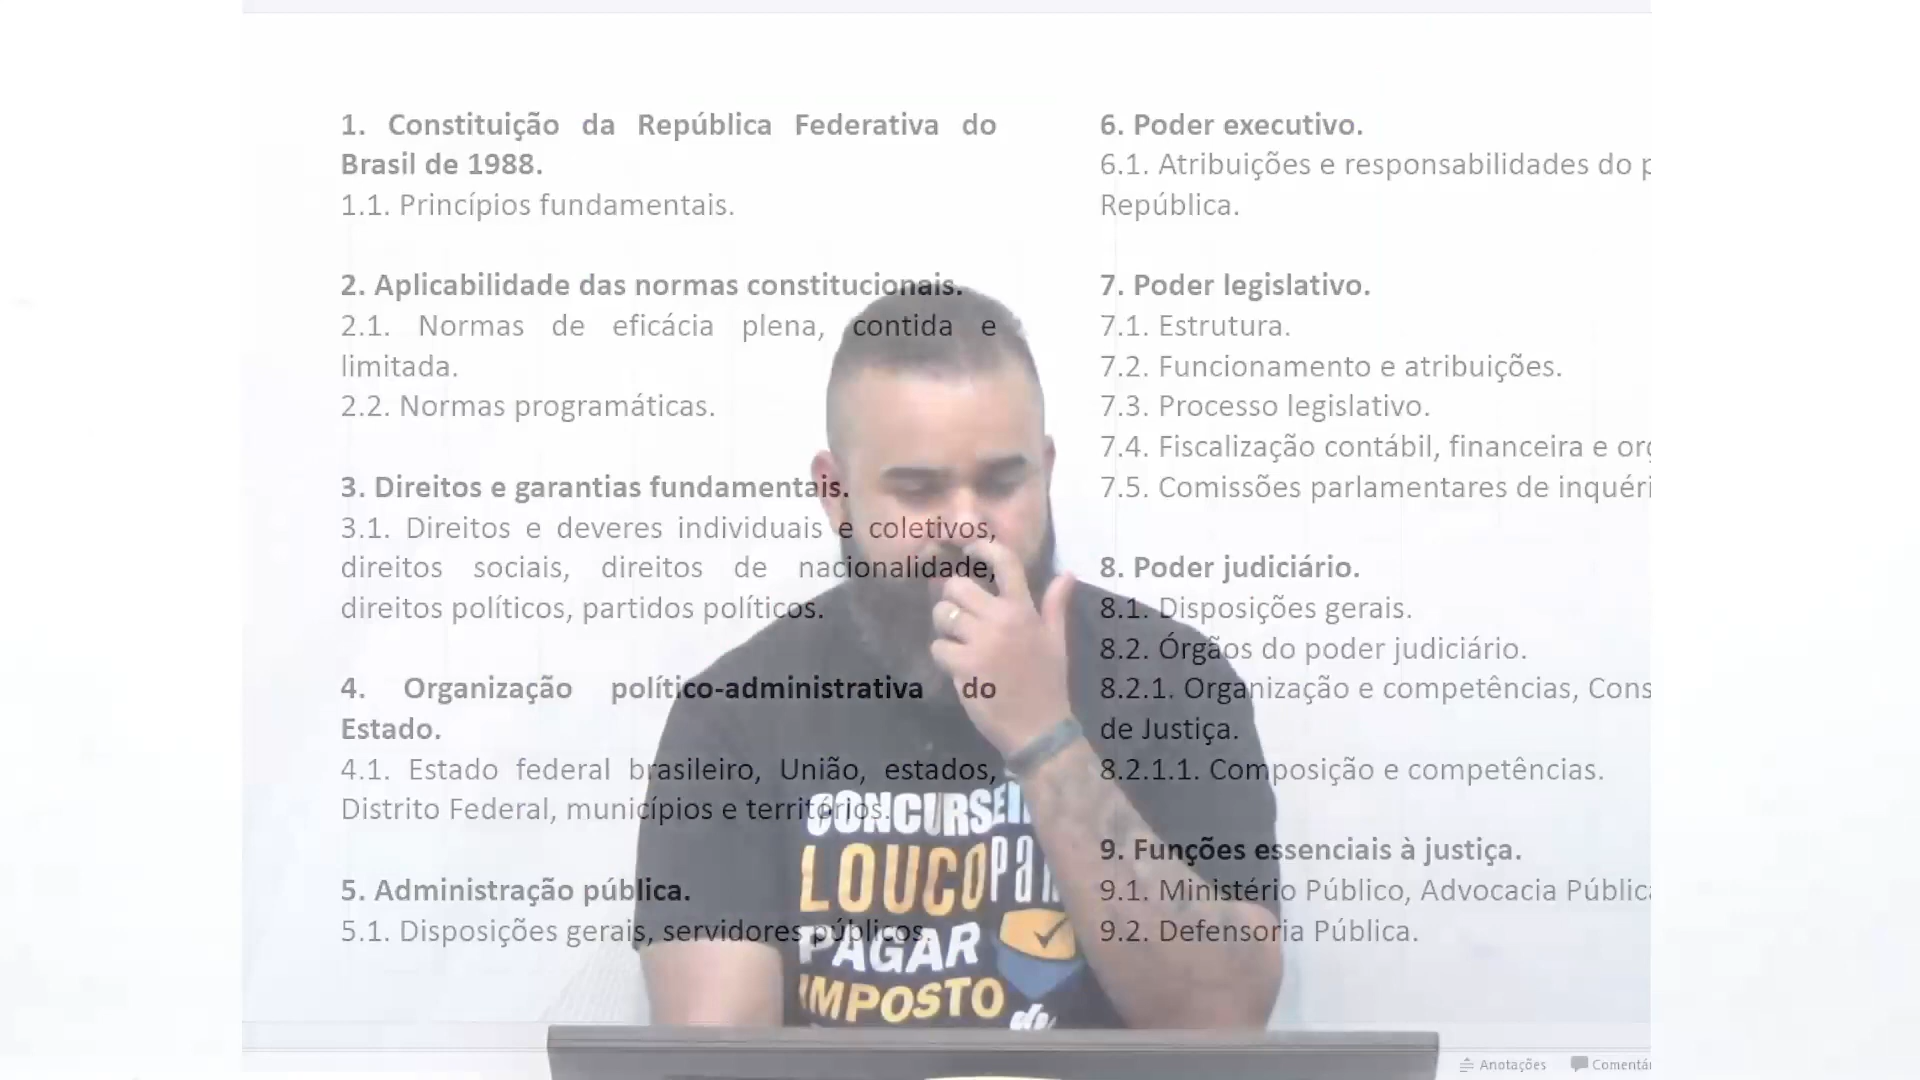 1. Constituição da República Federativa do
Brasil de 1988.
1.1. Princípios fundamentais.
2. Aplicabilidade das normas constitucionais.
2.1. Normas de eficácia plena, contida e
limitada.
2.2. Normas programáticas.
3. Direitos e garantias fundamentais.
3.1. Direitos e deveres individuais e coletivos,
direitos sociais, direitos de nacionalidade,
direitos políticos, partidos políticos.
4. Organização político-administrativa do
Estado.
4.1. Estado federal brasileiro, União, estados,
Distrito Federal, municípios e territórios.
5. Administração pública.
5.1. Disposições gerais, servidores públicos.
6. Poder executivo.
6.1. Atribuições e responsabilidades do
República.
7. Poder legislativo.
7.1. Estrutura.
7.2. Funcionamento e atribuições.
7.3. Processo legislativo.
7.4. Fiscalização contábil, financeira e
7.5. Comissões parlamentares de
8. Poder judiciário.
8.1. Disposições gerais.
8.2. Órgãos do poder judiciário.
8.2.1. Organização e competências,
de Justiça.
8.2.1.1. Composição e competências.
9. Funções essenciais à justiça.
9.1. Ministério Público, Advocacia
9.2. Defensoria Pública.
LOUCO
PAGAR
IMPOSTO
Anotações